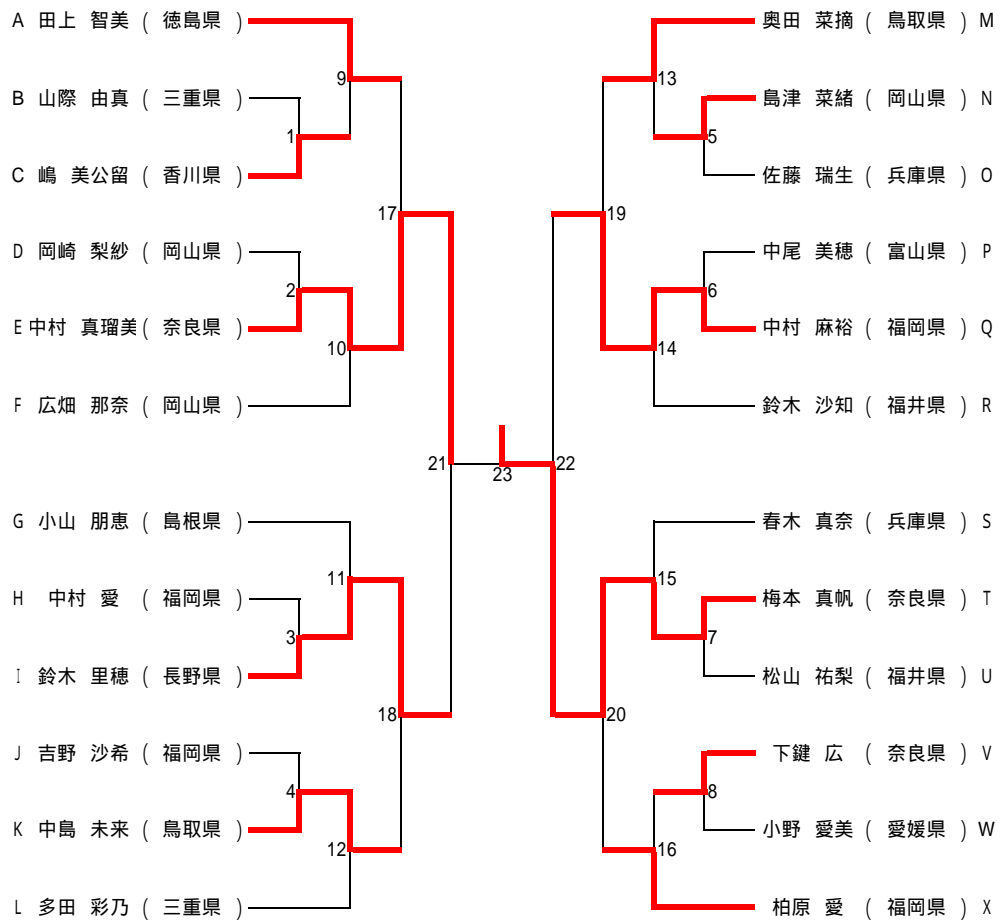 A 田上 智美 ( 徳島県 )
B 山際 由真 ( 三重県 )
C 嶋 美公留 ( 香川県 )
D 岡崎 梨紗 ( 岡山県 )
E 中村 真瑠美 ( 奈良県 )
F 広畑 那奈 ( 岡山県 )
G 小山 朋恵 ( 島根県 )
H 中村 愛 ( 福岡県 )
I 鈴木 里穂 ( 長野県 )
J 吉野 沙希 ( 福岡県 )
K 中島 未来 ( 鳥取県 )
L 多田 彩乃 ( 三重県 )
9
1
17
2
10
21
11
3
18
4
12
23
13
5
19
6
14
22
15
7
20
8
16
奥田 菜摘 ( 鳥取県 ) M
島津 菜緒 ( 岡山県 ) N
佐藤 瑞生 ( 兵庫県 ) O
中尾 美穂 ( 富山県 ) P
中村 麻裕 ( 福岡県 ) Q
鈴木 沙知 ( 福井県 ) R
春木 真奈 ( 兵庫県 ) S
梅本 真帆 ( 奈良県 ) T
松山 祐梨 ( 福井県 ) U
下鍵 広 ( 奈良県 ) V
小野 愛美 ( 愛媛県 ) W
柏原 愛 ( 福岡県 ) X